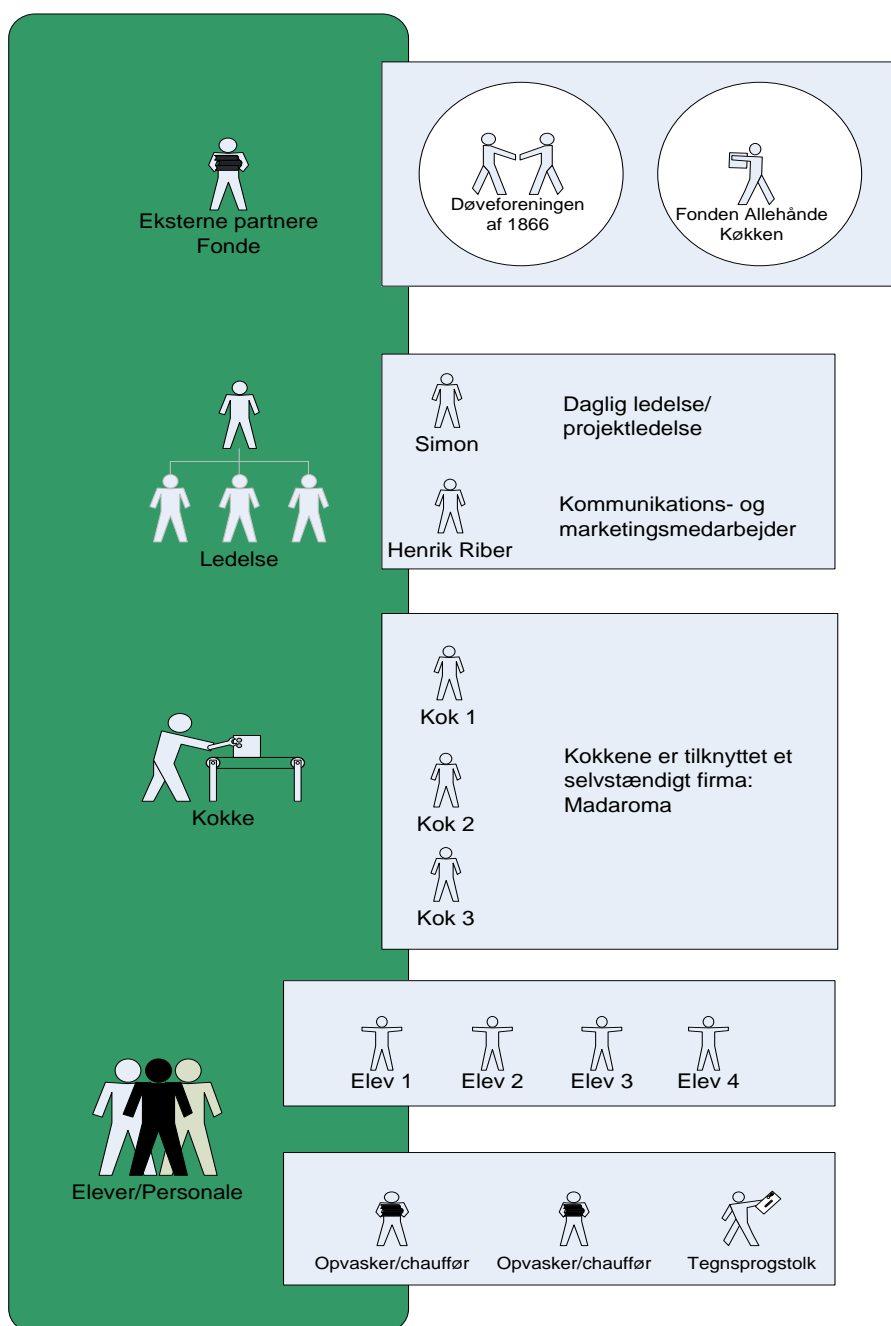 Eksterne partnere
Fonde
Døveforeningen
af 1866
Fonden Allehånde
Køkken
Ledelse
Simon
Daglig ledelse/
projektledelse
Henrik Riber
Kommunikations- og
marketingsmedarbejder
Kokke
Kok 1
Kok 2
Kok 3
Kokkene er tilknyttet et
selvstændigt firma:
Madaroma
Elever/Personale
Elev 1
Elev 2
Elev 3
Elev 4
Opvasker/chauffør
Opvasker/chauffør
Tegnsprogstolk